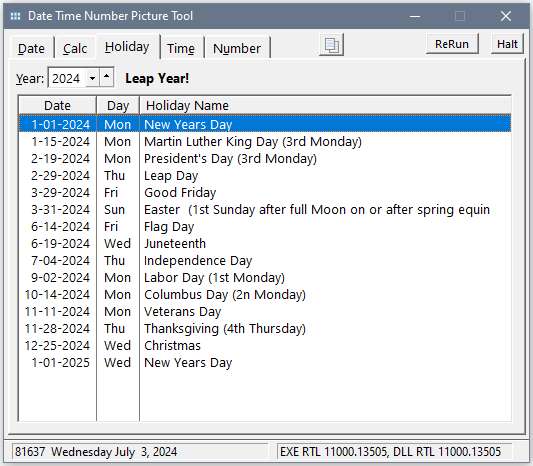 Date Time Number Picture Tool
Date Calc Holiday Time Number ReRun Halt
Year: 2024 Leap Year!
Date Day Holiday Name
1-01-2024 Mon New Years Day
1-15-2024 Mon Martin Luther King Day (3rd Monday)
2-19-2024 Mon President's Day (3rd Monday)
2-29-2024 Thu Leap Day
3-29-2024 Fri Good Friday
3-31-2024 Sun Easter (1st Sunday after full Moon on or after spring equin
6-14-2024 Fri Flag Day
6-19-2024 Wed Juneteenth
7-04-2024 Thu Independence Day
9-02-2024 Mon Labor Day (1st Monday)
10-14-2024 Mon Columbus Day (2n Monday)
11-11-2024 Mon Veterans Day
11-28-2024 Thu Thanksgiving (4th Thursday)
12-25-2024 Wed Christmas
1-01-2025 Wed New Years Day
81637 Wednesday July 3, 2024 EXE RTL 11000.13505, DLL RTL 11000.13505